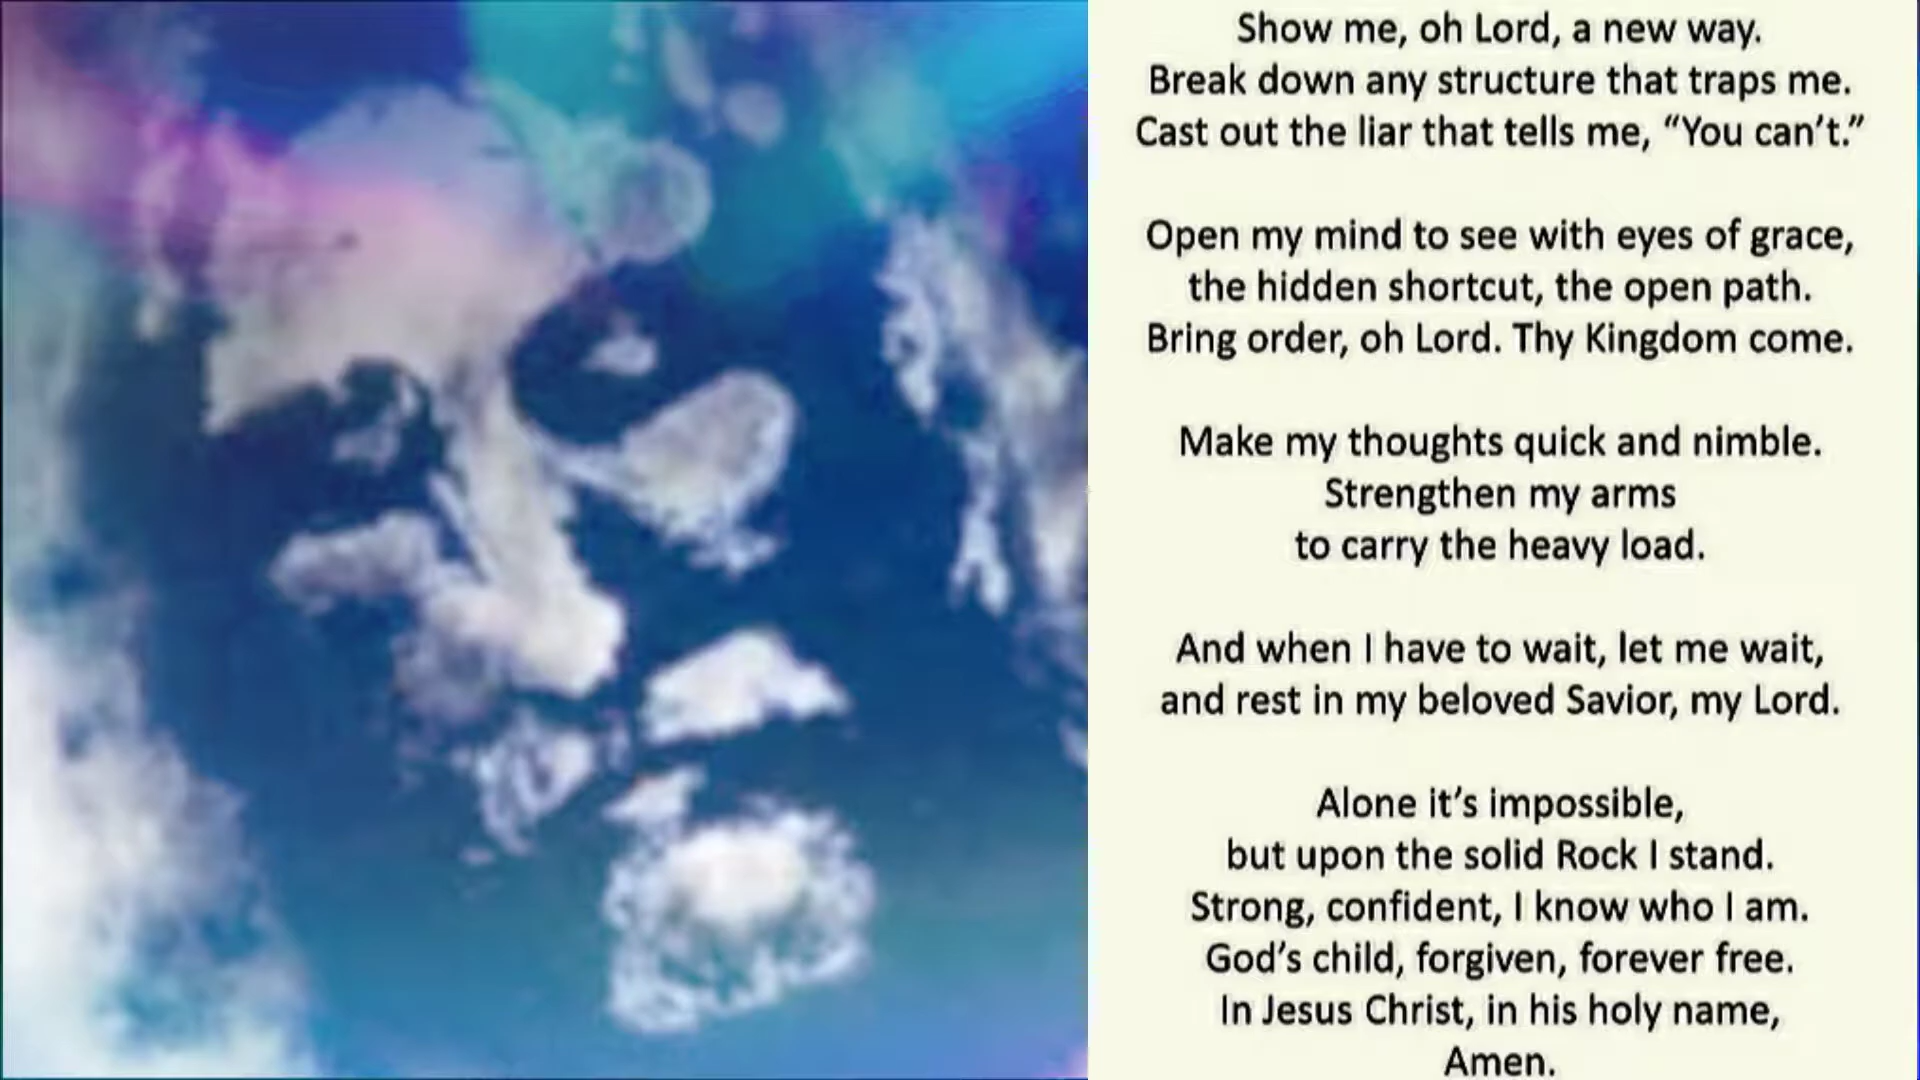 Show me, oh Lord, a new way.
Break down any structure that traps me.
Cast out the liar that tells me, “You can’t.”
Open my mind to see with eyes of grace,
the hidden shortcut, the open path.
Bring order, oh Lord. Thy Kingdom come.
Make my thoughts quick and nimble.
Strengthen my arms
to carry the heavy load.
And when I have to wait, let me wait,
and rest in my beloved Savior, my Lord.
Alone it’s impossible,
but upon the solid Rock I stand.
Strong, confident, I know who I am.
God’s child, forgiven, forever free.
In Jesus Christ, in his holy name,
Amen.